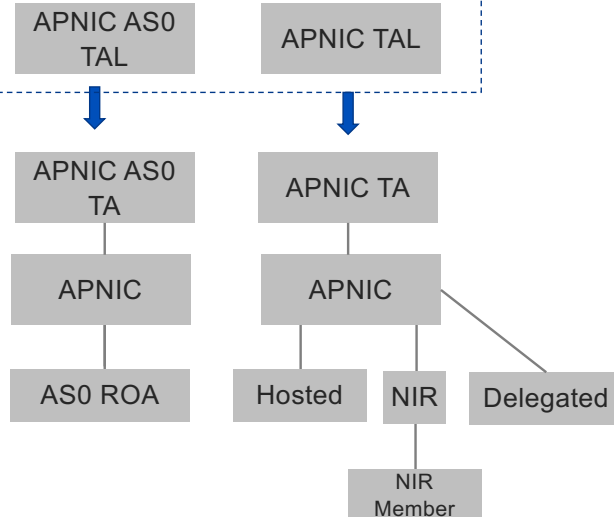 APNIC AS0
TAL
APNIC TAL
APNIC AS0
TA
APNIC TA
APNIC
APNIC
AS0 ROA
Hosted
NIR
Delegated
NIR
Member